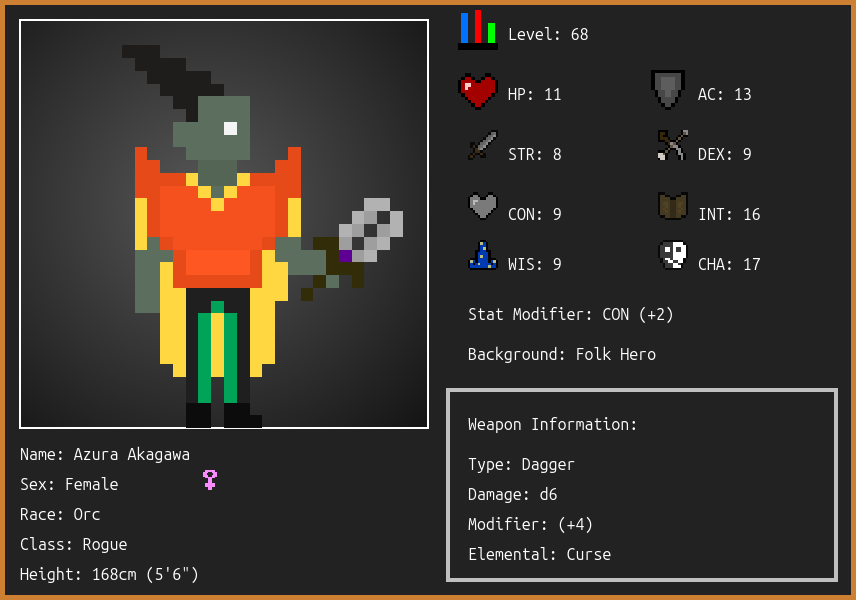 Level: 68
HP: 11
AC: 13
STR: 8
DEX: 9
CON: 9
INT: 16
WIS: 9
CHA: 17
Stat Modifier: CON (+2)
Background: Folk Hero
Weapon Information:
Type: Dagger
Damage: d6
Modifier: (+4)
Elemental: Curse
Name: Azura Akagawa
Sex: Female
Race: Orc
Class: Rogue
Height: 168cm (5'6")